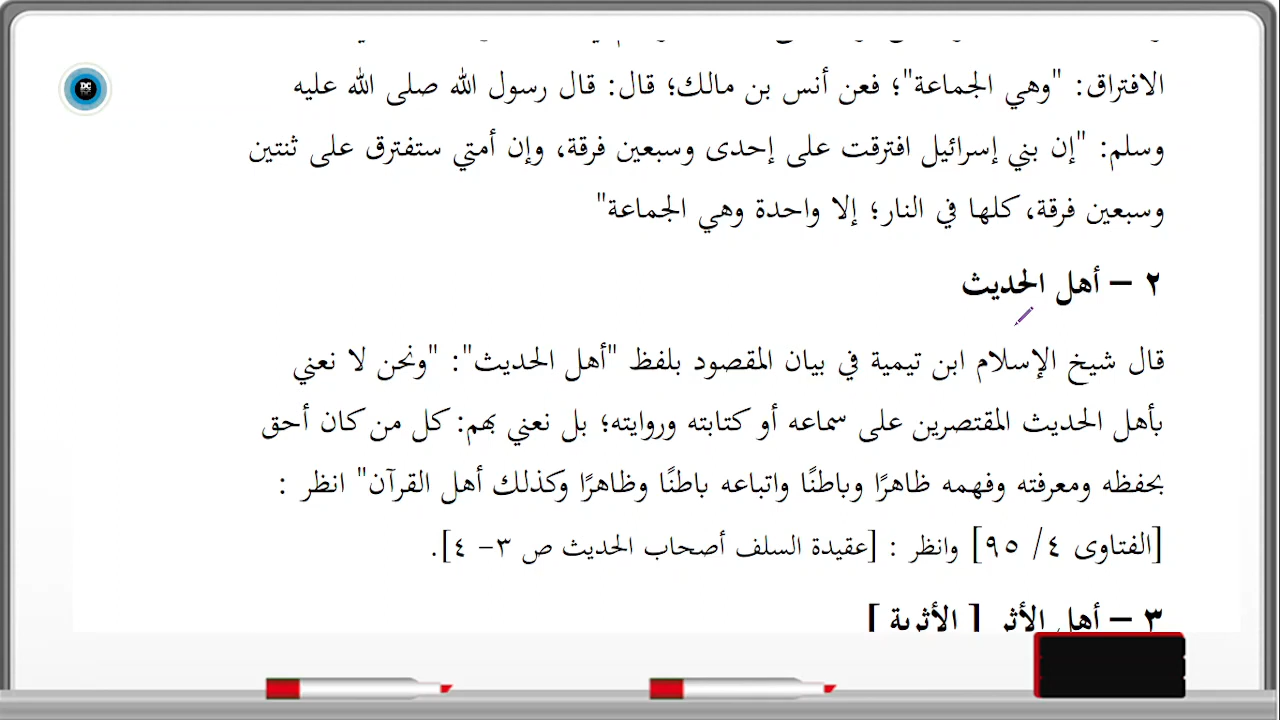 الافتراق: "وهي الجماعة"؛ فعن أنس بن مالك؛ قال: قال رسول الله صلى الله عليه
وسلم: "إن بني إسرائيل افترقت على إحدى وسبعين فرقة، وإن أمتي ستفترق على ثنتين
وسبعين فرقة، كلها في النار؛ إلا واحدة وهي الجماعة"
٢ – أهل الحديث
قال شيخ الإسلام ابن تيمية في بيان المقصود بلفظ "أهل الحديث": "ونحن لا نعني
بأهل الحديث المقتصرين على سماعه أو كتابته وروايته؛ بل نعني بهم: كل من كان أحق
بحفظه ومعرفته وفهمه ظاهرًا وباطنًا واتباعه باطنًا وظاهرًا وكذلك أهل القرآن" انظر :
[الفتاوى ٤/ ٩٥] وانظر : [عقيدة السلف أصحاب الحديث ص ٣– ٤].
٣ – أهل الأثر [ الأثرية ]
DC